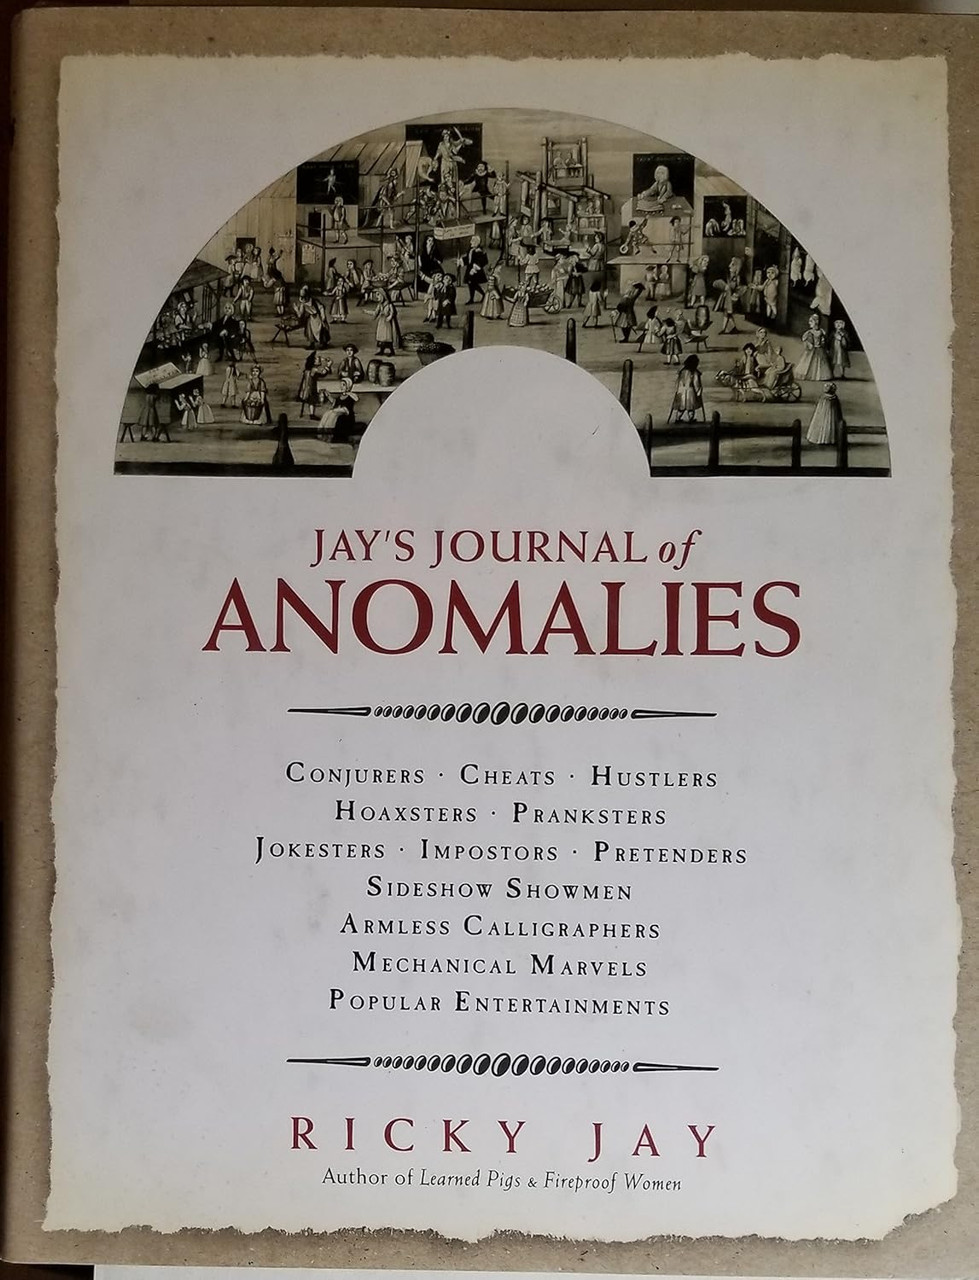 JAY'S JOURNAL of
ANOMALIES
CONJURERS · CHEATS · HUSTLERS
HOAXSTERS · PRANKSTERS
JOKESTERS · IMPOSTORS · PRETENDERS
SIDESHOW SHOWMEN
ARMLESS CALLIGRAPHERS
MECHANICAL MARVELS
POPULAR ENTERTAINMENTS
RICKY JAY
Author of Learned Pigs & Fireproof Women